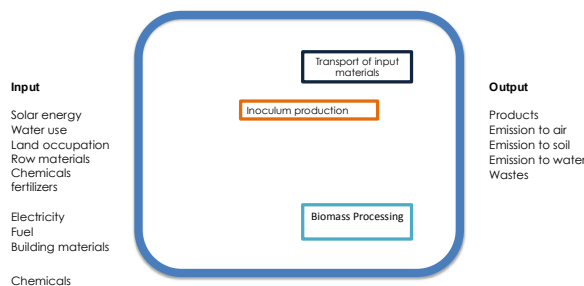 Input
Solar energy
Water use
Land occupation
Row materials
Chemicals
fertilizers
Electricity
Fuel
Building materials
Chemicals
Transport of input
materials
Inoculum production
Biomass Processing
Output
Products
Emission to air
Emission to soil
Emission to water
Wastes